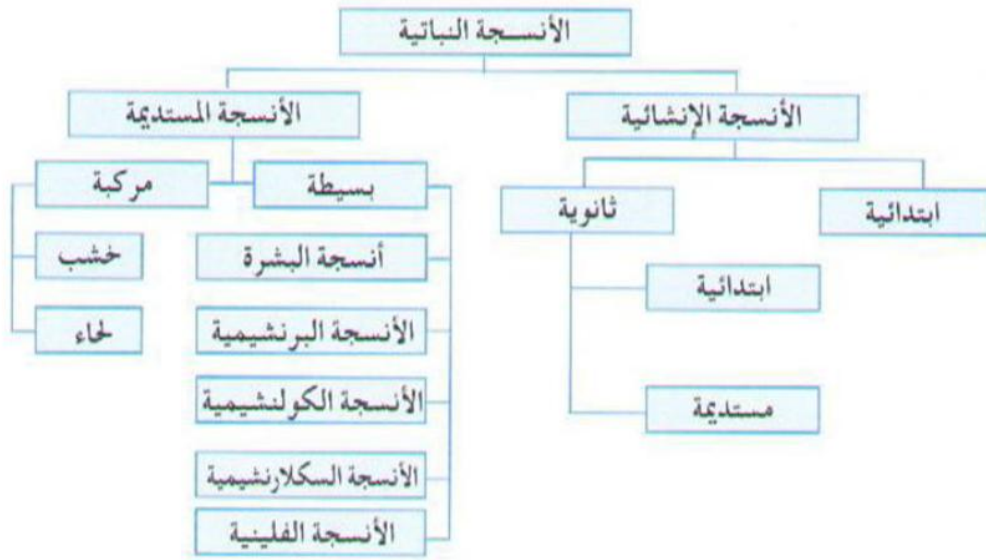 الأنسجة النباتية
الأنسجة الإنشائية
الأنسجة المستديمة
ابتدائية
ثانوية
ابتدائية
مستديمة
بسيطة
مركبة
أنسجة البشرة
الأنسجة البرنشيمية
الأنسجة الكولنشيمية
الأنسجة السكلارنشيمية
الأنسجة الفلينية
خشب
لحاء